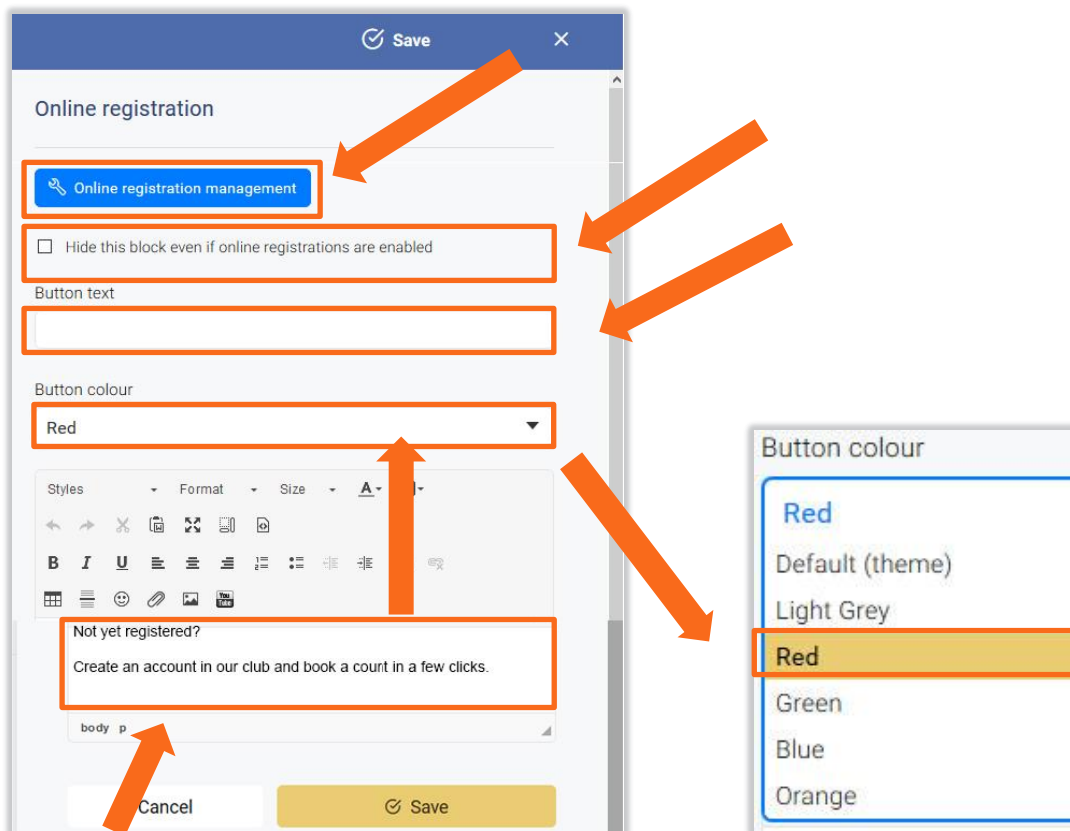 Save
Online registration
Online registration management
Hide this block even if online registrations are enabled
Button text
Button colour
Red
Styles Format Size A
B I U
You Tube
Not yet registered?
Create an account in our club and book a court in a few clicks.
body p
Cancel Save
Button colour
Red
Default (theme)
Light Grey
Red
Green
Blue
Orange